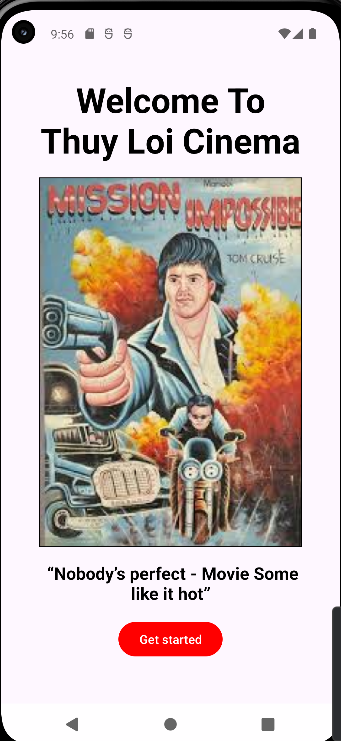 9:56
Welcome To
Thuy Loi Cinema
MISSION
IMPOSSIBLE
TOM CRUISE
“Nobody’s perfect - Movie Some
like it hot”
Get started